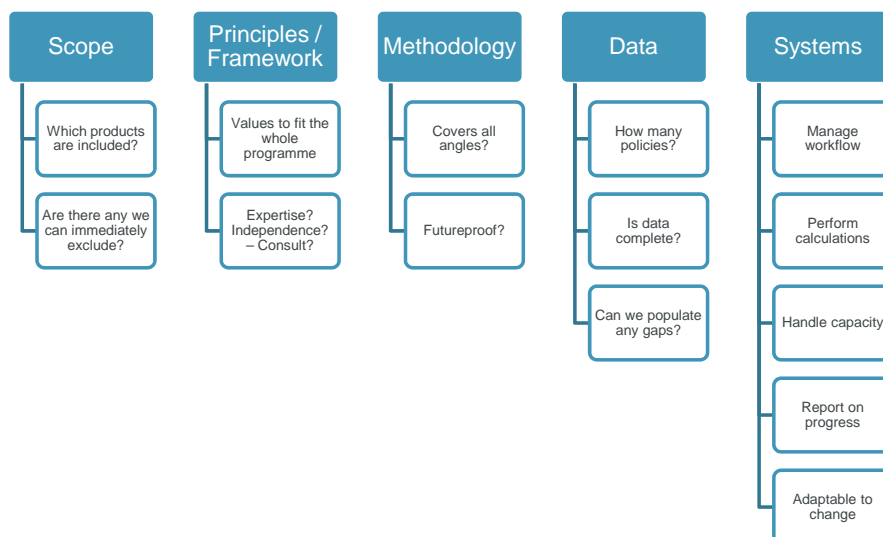 Scope
Which products
are included?
Are there any we
can immediately
exclude?
Principles /
Framework
Values to fit the
whole
programme
Expertise?
Independence?
– Consult?
Methodology
Covers all
angles?
Futureproof?
Data
How many
policies?
Is data
complete?
Can we populate
any gaps?
Systems
Manage
workflow
Perform
calculations
Handle capacity
Report on
progress
Adaptable to
change